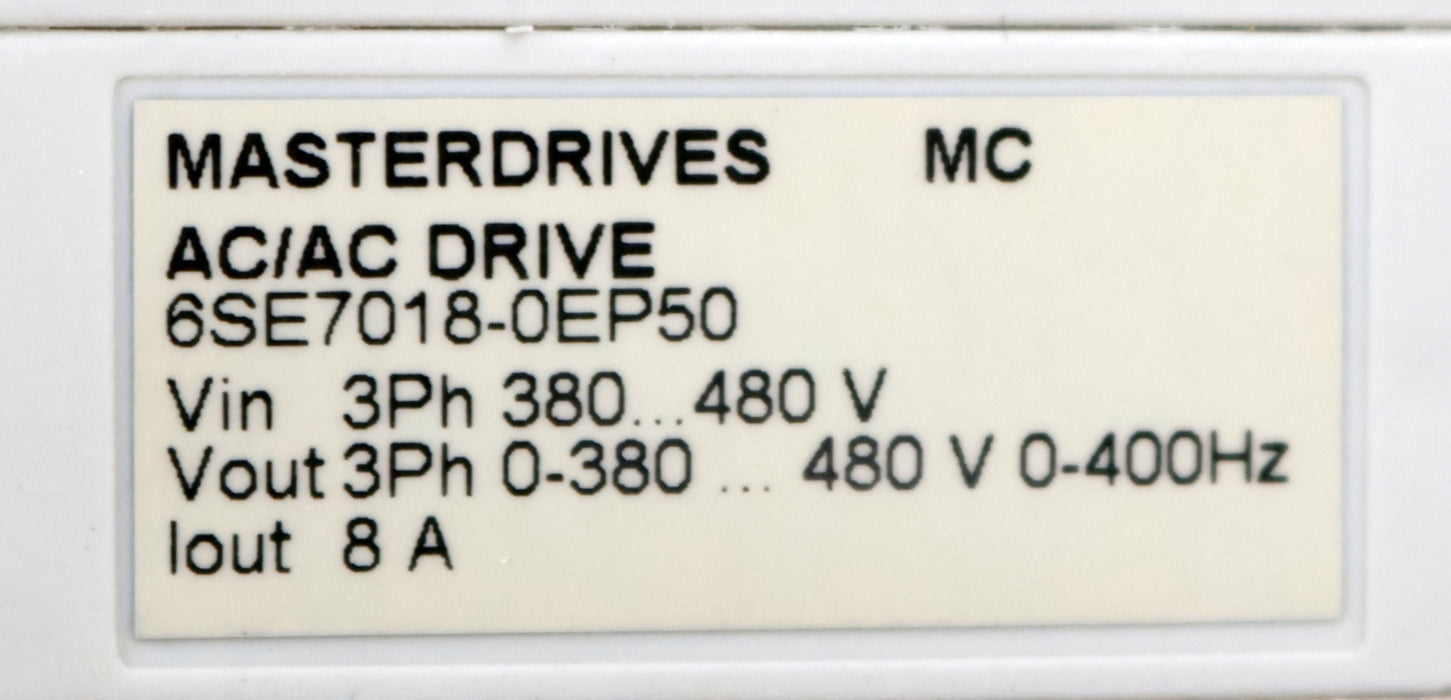 MASTERDRIVES MC
AC/AC DRIVE
6SE7018-0EP50
Vin 3Ph 380...480 V
Vout 3Ph 0-380 ... 480 V 0-400Hz
Iout 8 A